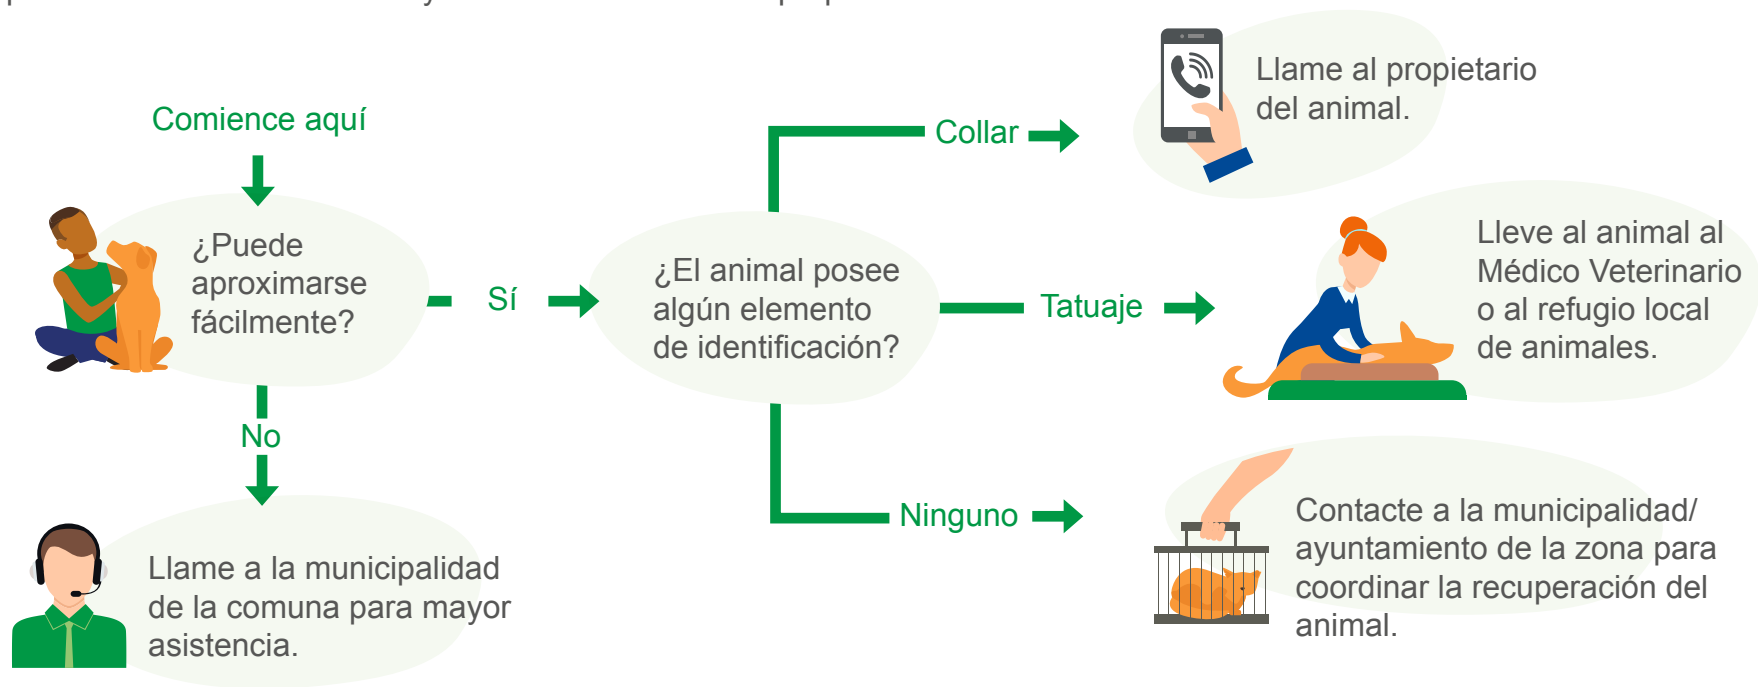 Comience aquí
¿Puede
aproximarse
fácilmente?
Sí
No
Llame a la municipalidad
de la comuna para mayor
asistencia.
¿El animal posee
algún elemento
de identificación?
Collar
Llame al propietario
del animal.
Tatuaje
Lleve al animal al
Médico Veterinario
o al refugio local
de animales.
Ninguno
Contacte a la municipalidad/
ayuntamiento de la zona para
coordinar la recuperación del
animal.